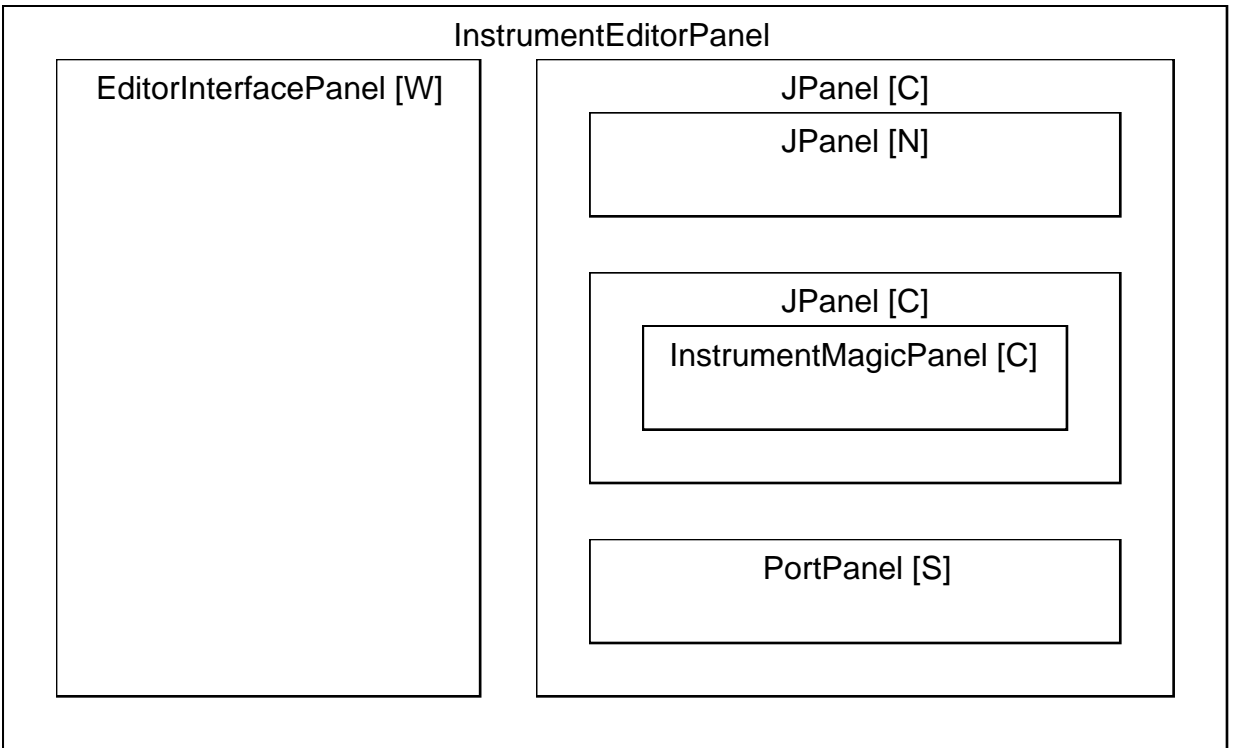 InstrumentEditorPanel
EditorInterfacePanel [W]
JPanel [C]
JPanel [N]
JPanel [C]
InstrumentMagicPanel [C]
PortPanel [S]